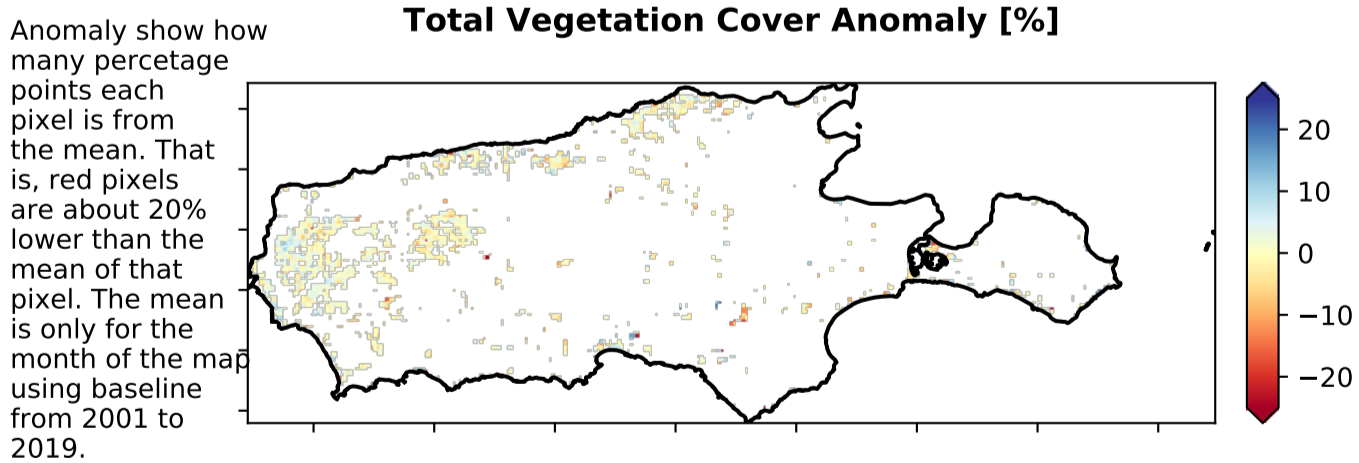 Total Vegetation Cover Anomaly [%]
Anomaly show how
many percetage
points each
pixel is from
the mean. That
is, red pixels
are about 20%
lower than the
mean of that
pixel. The mean
is only for the
month of the map
using baseline
from 2001 to
2019.
20
10
0
−10
−20